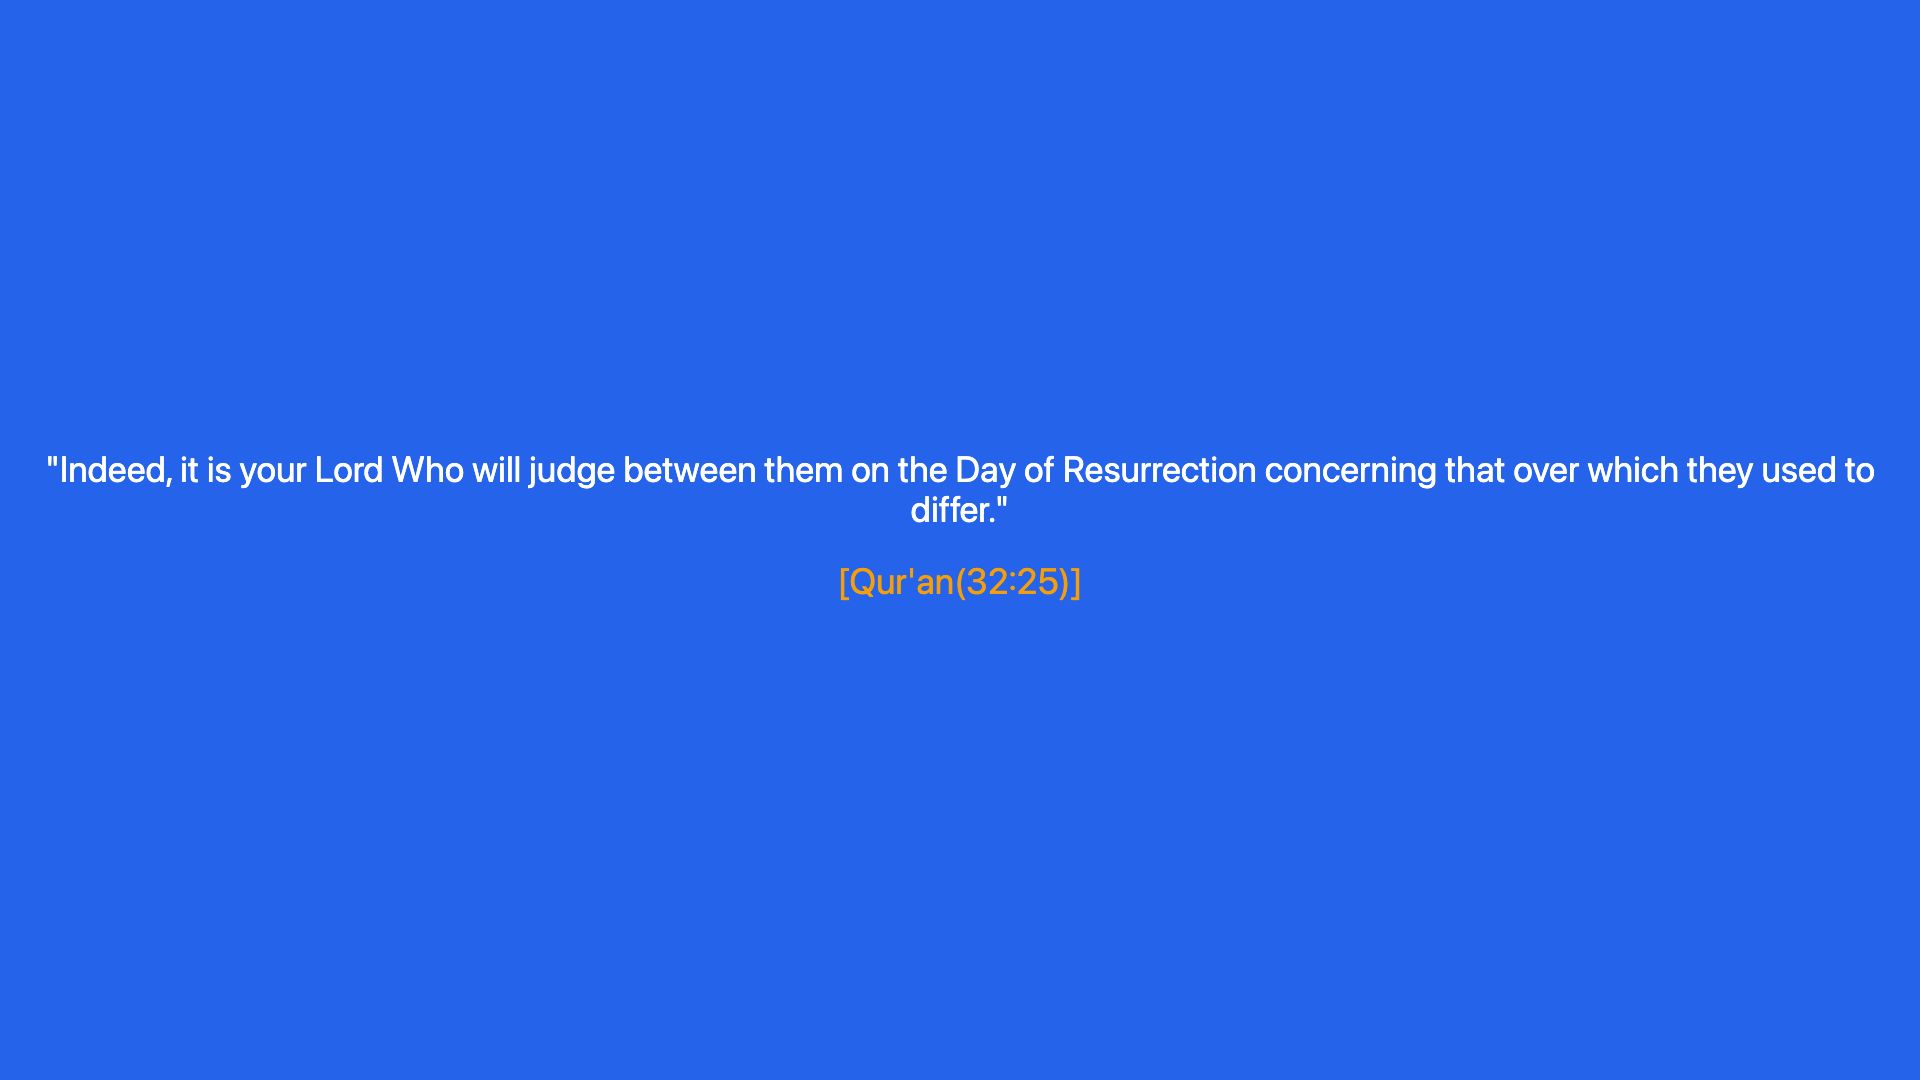 "Indeed, it is your Lord Who will judge between them on the Day of Resurrection concerning that over which they used to
differ."
[Qur'an(32:25)]